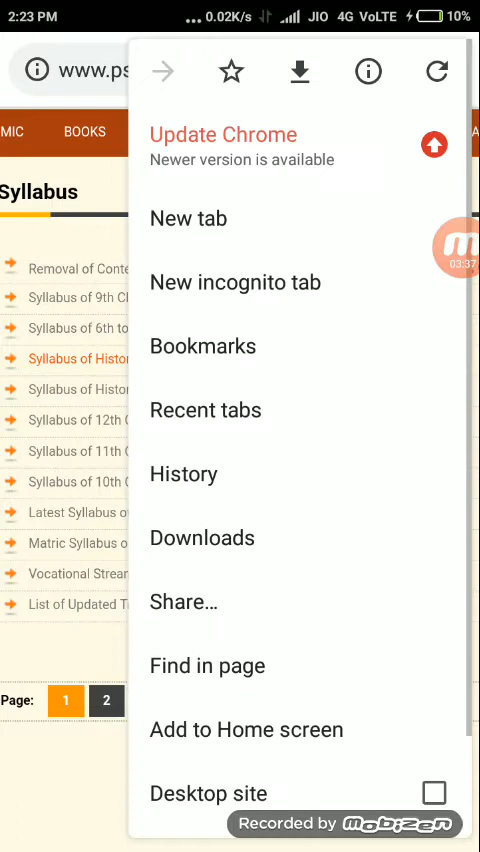 2:23 PM ... 0.02K/s JIO 4G VoLTE 10%
www.ps
MIC BOOKS
Syllabus
Removal of Conte
Syllabus of 9th Cl
Syllabus of 6th to
Syllabus of Histor
Syllabus of Histor
Syllabus of 12th C
Syllabus of 11th C
Syllabus of 10th C
Latest Syllabus o
Matric Syllabus o
Vocational Stream
List of Updated T
Page: 1 2
Update Chrome
Newer version is available
New tab
New incognito tab
Bookmarks
Recent tabs
History
Downloads
Share...
Find in page
Add to Home screen
Desktop site
03:37
Recorded by mobizen